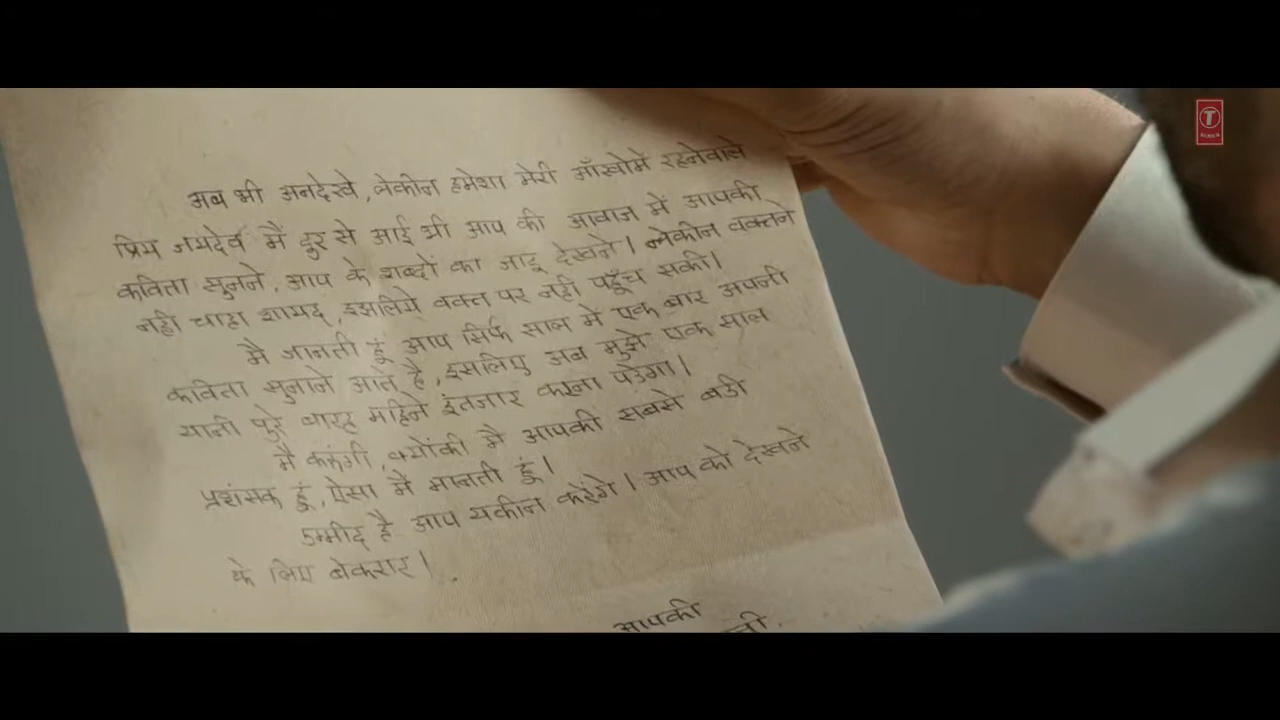 अब भी अनदेखे, लेकीन हमेशा मेरी आँखोमें रहनेवाले
प्रिय जयदेव मैं दुर से आई थी आप की आवाज में आपकी
कविता सुनने, आप के शब्दों का जादू देखने। लेकीन वक्तने
नही चाहा शायद, इसलिये वक्त पर नही पहूँच सकी।
मै जानती हूं आप सिर्फ साल में एक बार अपनी
कविता सुनाने आते है, इसलिए अब मुझे एक साल
यानी पुरे बारह महिने इंतजार करना पडेगा।
मै करुंगी, क्योंकी मै आपकी सबसे बडी
प्रशंसक हूं, ऐसा मै मानती हूं।
उम्मीद है आप यकीन करेंगे। आप को देखने
के लिए बेकरार।
आपकी
T
SERIES